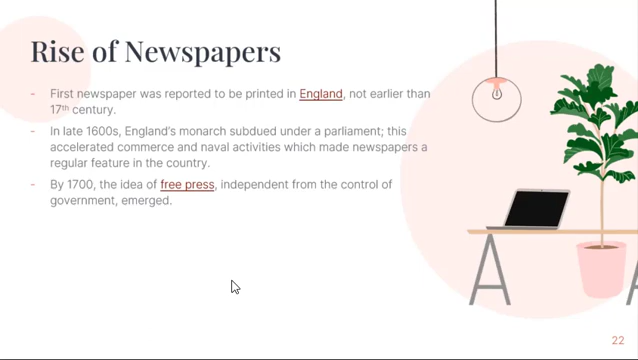 Rise of Newspapers
- First newspaper was reported to be printed in England, not earlier than
17th century.
- In late 1600s, England's monarch subdued under a parliament; this
accelerated commerce and naval activities which made newspapers a
regular feature in the country.
- By 1700, the idea of free press, independent from the control of
government, emerged.
22